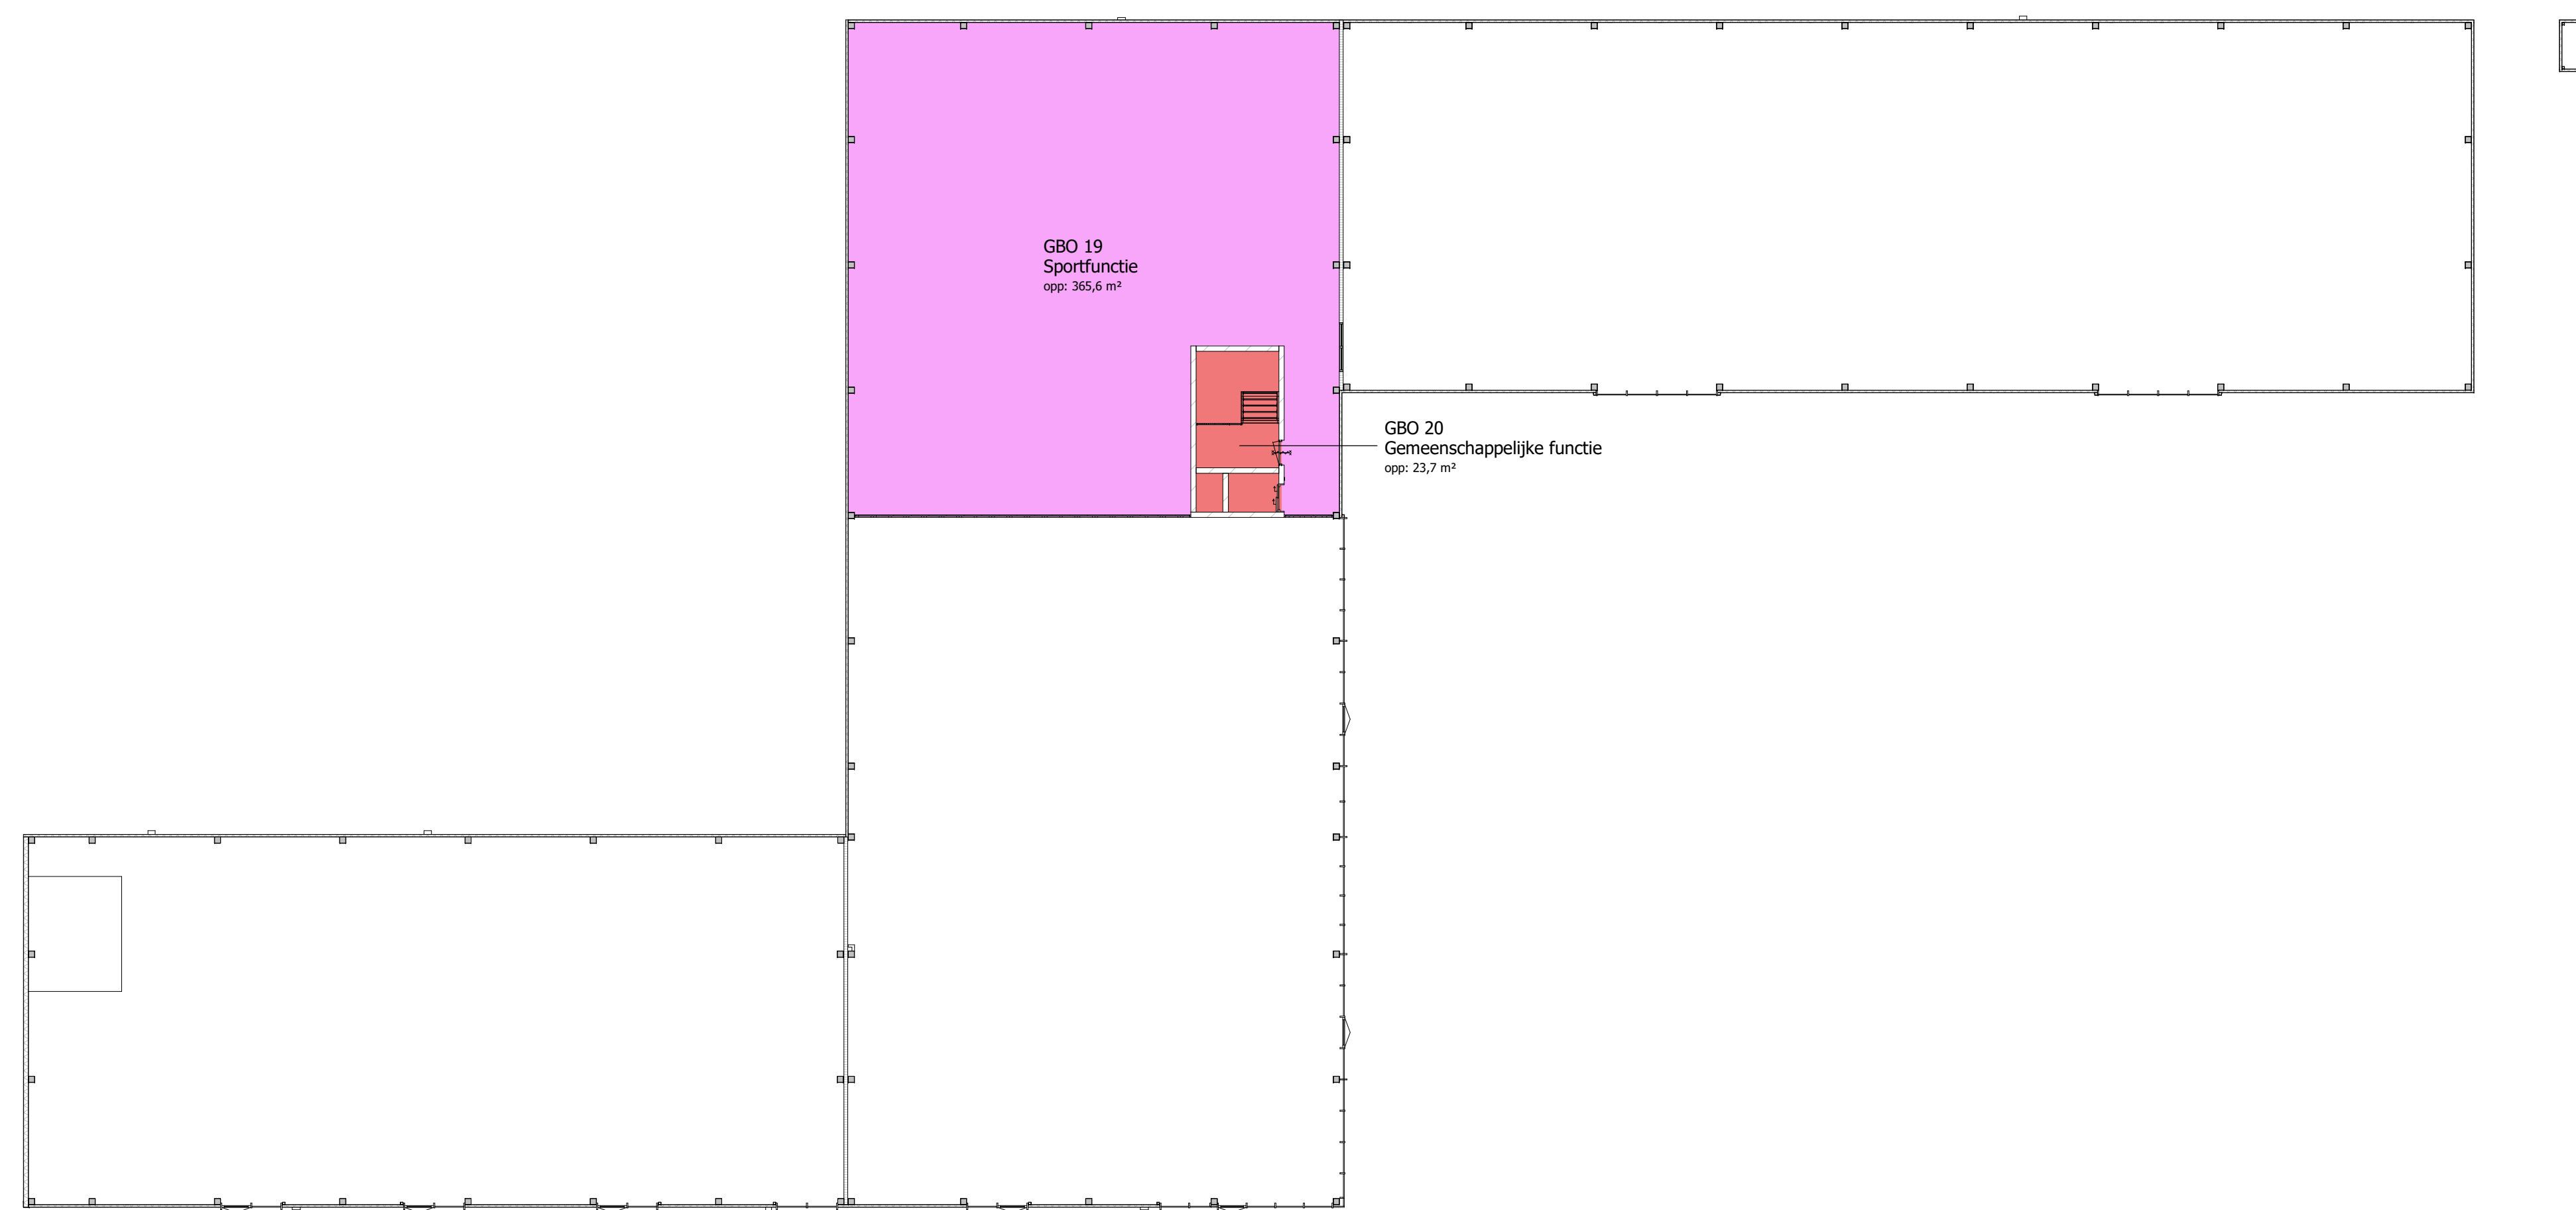 GBO 19
Sportfunctie
opp: 365,6 m²
GBO 20
Gemeenschappelijke functie
opp: 23,7 m²